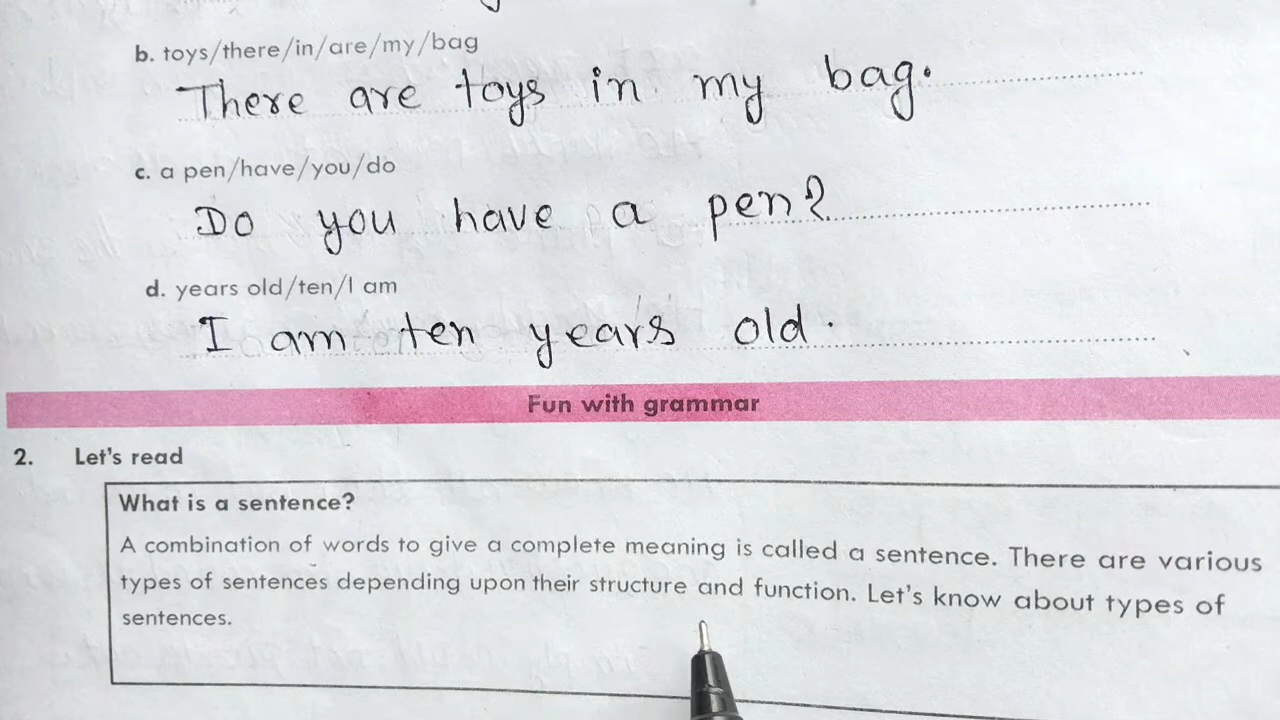 b. toys/there/in/are/my/bag
There are toys in my bag.
c. a pen/have/you/do
Do you have a pen?
d. years old/ten/I am
I am ten years old.
Fun with grammar
2. Let's read
What is a sentence?
A combination of words to give a complete meaning is called a sentence. There are various
types of sentences depending upon their structure and function. Let's know about types of
sentences.